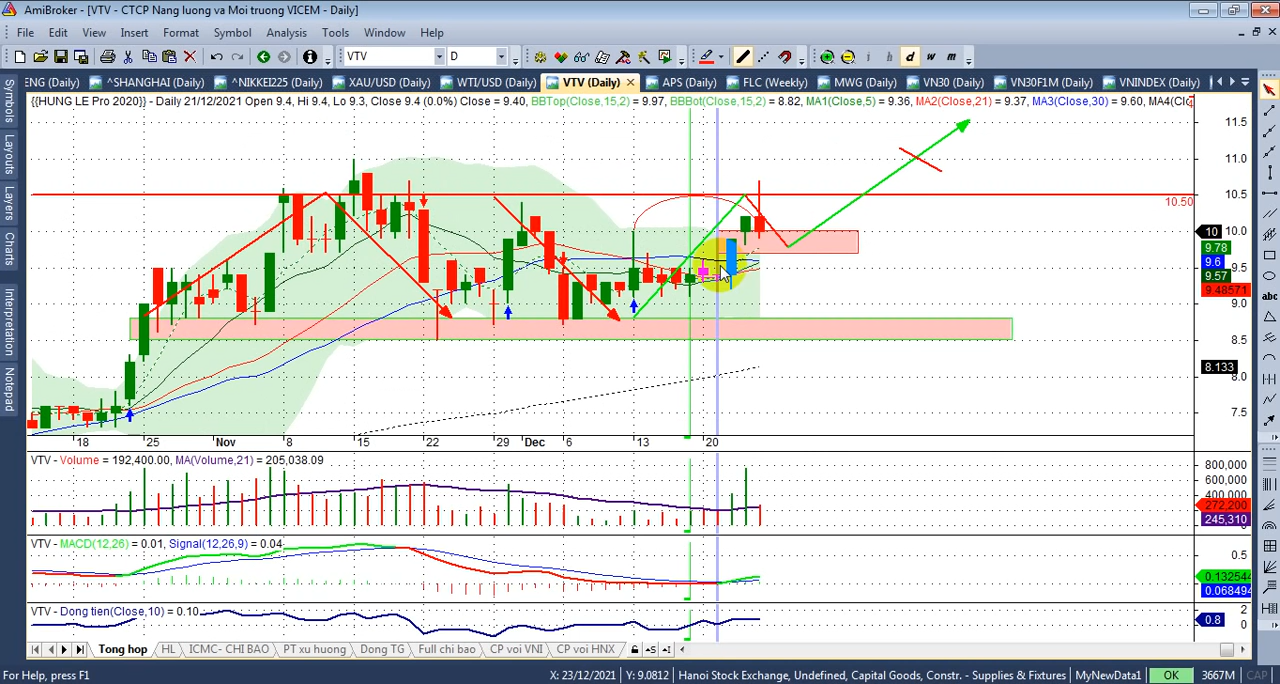 AmiBroker - [VTV - CTCP Nang luong va Moi truong VICEM - Daily]
File Edit View Insert Format Symbol Analysis Tools Window Help
VTV D i h d w m
ENG (Daily) ^SHANGHAI (Daily) ^NIKKEI225 (Daily) XAU/USD (Daily) WTI/USD (Daily) VTV (Daily) APS (Daily) FLC (Weekly) MWG (Daily) VN30 (Daily) VN30F1M (Daily) VNINDEX (Daily)
{{HUNG LE Pro 2020}} - Daily 21/12/2021 Open 9.4, Hi 9.4, Lo 9.3, Close 9.4 (0.0%) Close = 9.40, BBTop(Close,15,2) = 9.97, BBBot(Close,15,2) = 8.82, MA1(Close,5) = 9.36, MA2(Close,21) = 9.37, MA3(Close,30) = 9.60, MA4(Clo
Symbols
Layouts
Layers
Charts
Interpretation
Notepad
abc
11.5
11.0
10.5
10.50
10
10.0
9.78
9.6
9.5
9.57
9.48571
9.0
8.5
8.133
8.0
7.5
18 25 Nov 8 15 22 29 Dec 6 13 20
VTV - Volume = 192,400.00, MA(Volume,21) = 205,038.09
800,000
600,000
400,000
272,200
245,310
VTV - MACD(12,26) = 0.01, Signal(12,26,9) = 0.04
0.5
0.132544
0.068494
VTV - Dong tien(Close,10) = 0.10
2
0.8
0
Tong hop HL ICMC- CHI BAO PT xu huong Dong TG Full chi bao CP voi VNI CP voi HNX
For Help, press F1 X: 23/12/2021 Y: 9.0812 Hanoi Stock Exchange, Undefined, Capital Goods, Constr. - Supplies & Fixtures MyNewData1 OK 3667M CAP